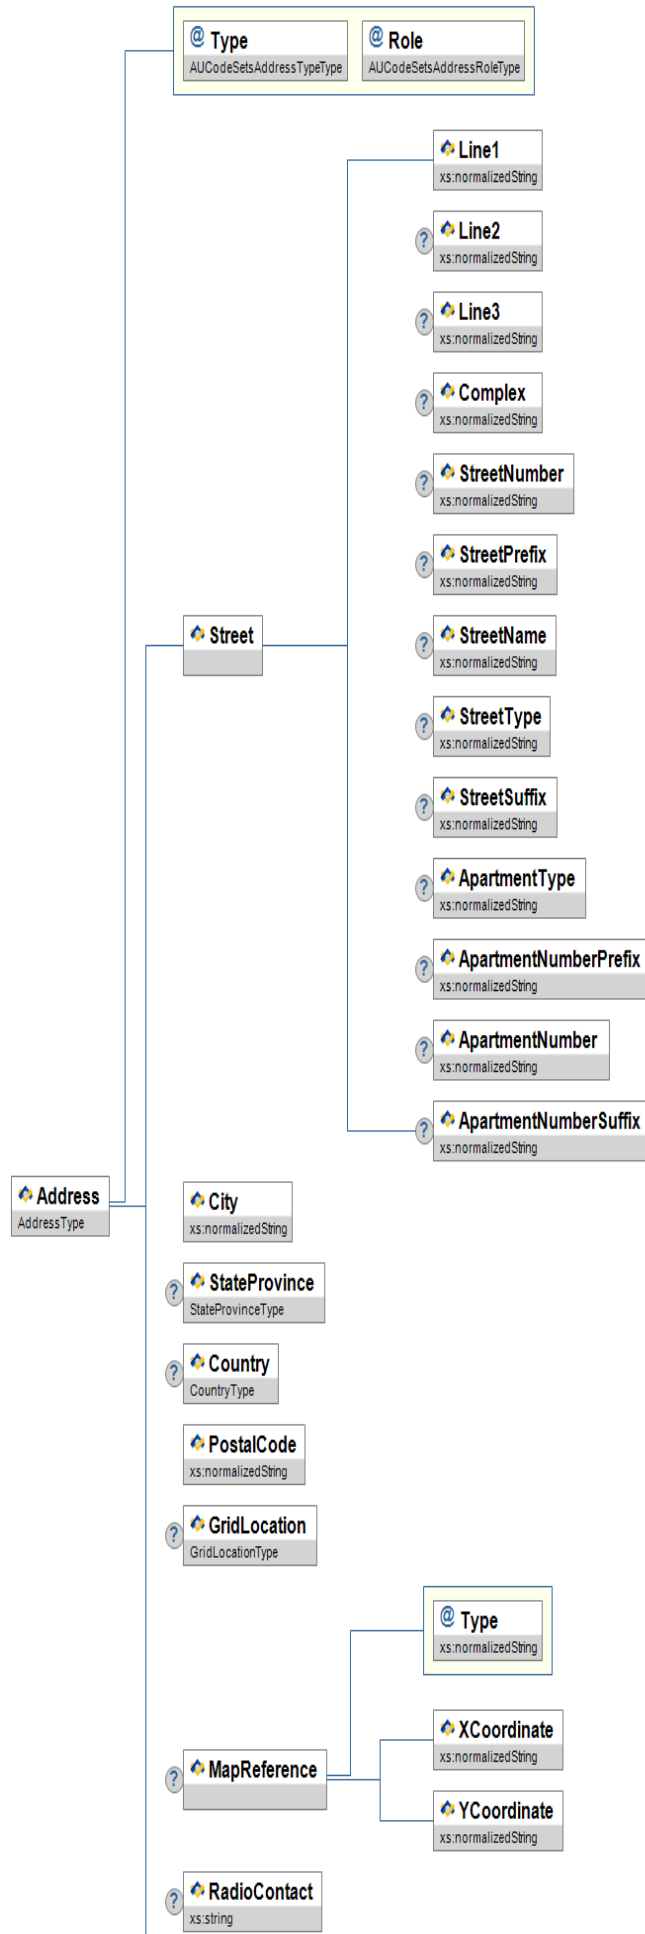 @ Type
AUCodeSetsAddressTypeType
@ Role
AUCodeSetsAddressRoleType
Line1
xs:normalizedString
? Line2
xs:normalizedString
? Line3
xs:normalizedString
? Complex
xs:normalizedString
? StreetNumber
xs:normalizedString
? StreetPrefix
xs:normalizedString
Street
? StreetName
xs:normalizedString
? StreetType
xs:normalizedString
? StreetSuffix
xs:normalizedString
? ApartmentType
xs:normalizedString
? ApartmentNumberPrefix
xs:normalizedString
? ApartmentNumber
xs:normalizedString
? ApartmentNumberSuffix
xs:normalizedString
Address
AddressType
City
xs:normalizedString
? StateProvince
StateProvinceType
? Country
CountryType
PostalCode
xs:normalizedString
? GridLocation
GridLocationType
@ Type
xs:normalizedString
? MapReference
XCoordinate
xs:normalizedString
YCoordinate
xs:normalizedString
? RadioContact
xs:string